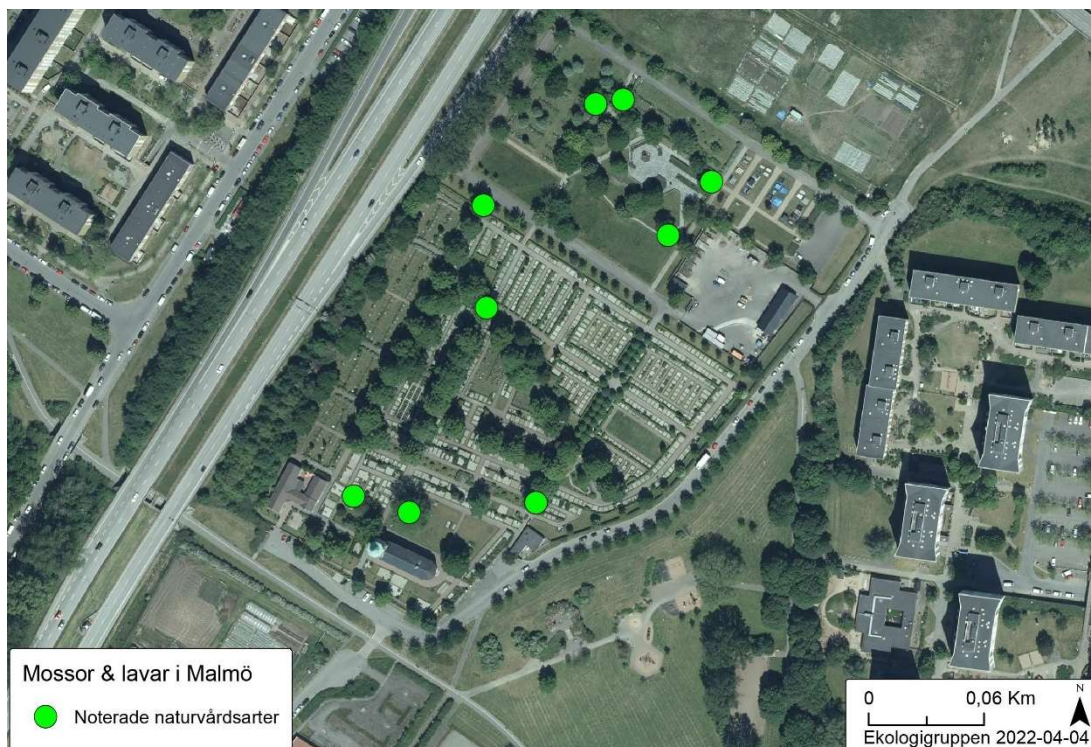 Mossor & lavar i Malmö
Noterade naturvårdsarter
0 0,06 Km
N
Ekologigruppen 2022-04-04